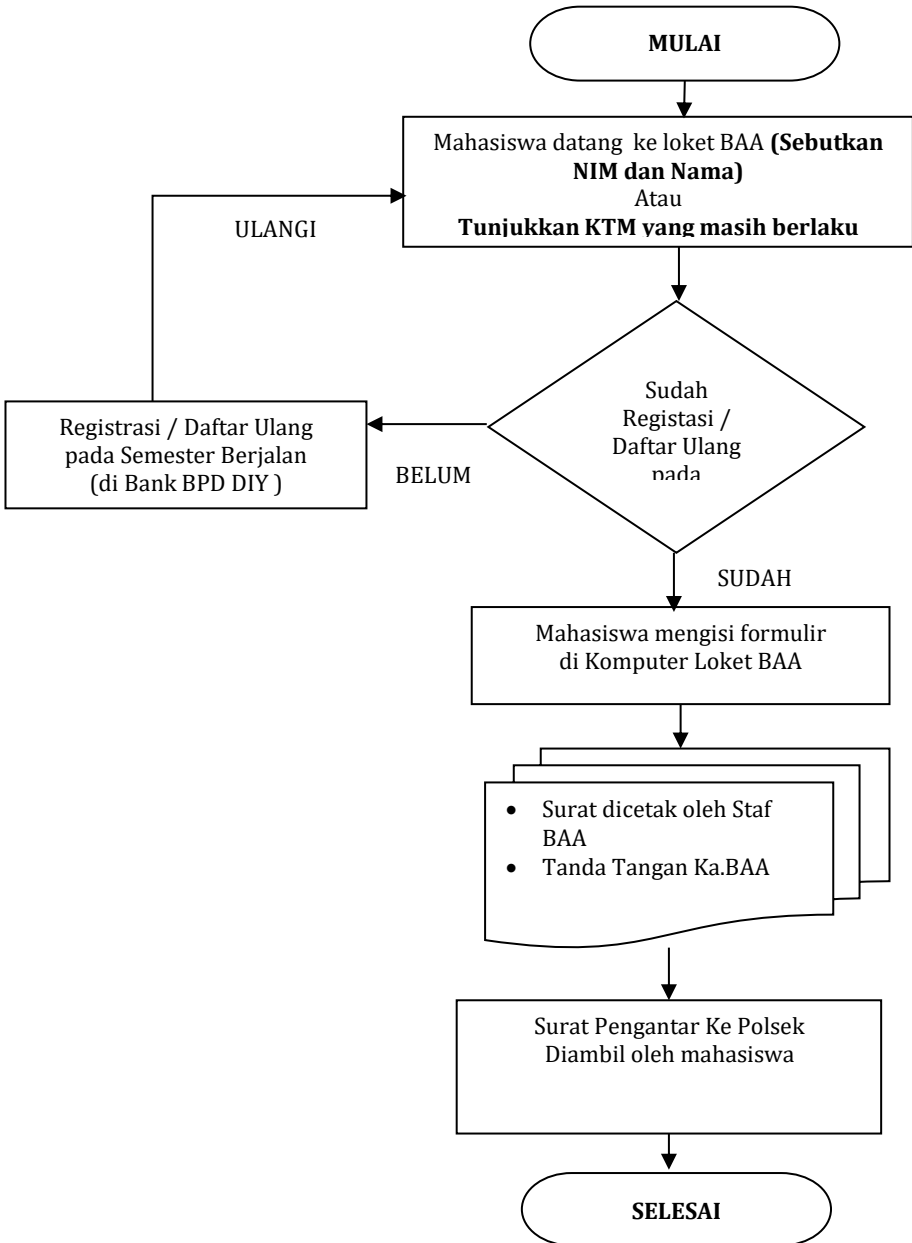 MULAI
Mahasiswa datang ke loket BAA (Sebutkan
NIM dan Nama)
Atau
Tunjukkan KTM yang masih berlaku
ULANGI
Sudah
Registasi /
Daftar Ulang
pada
Registrasi / Daftar Ulang
pada Semester Berjalan
(di Bank BPD DIY )
BELUM
SUDAH
Mahasiswa mengisi formulir
di Komputer Loket BAA
• Surat dicetak oleh Staf
BAA
• Tanda Tangan Ka.BAA
Surat Pengantar Ke Polsek
Diambil oleh mahasiswa
SELESAI